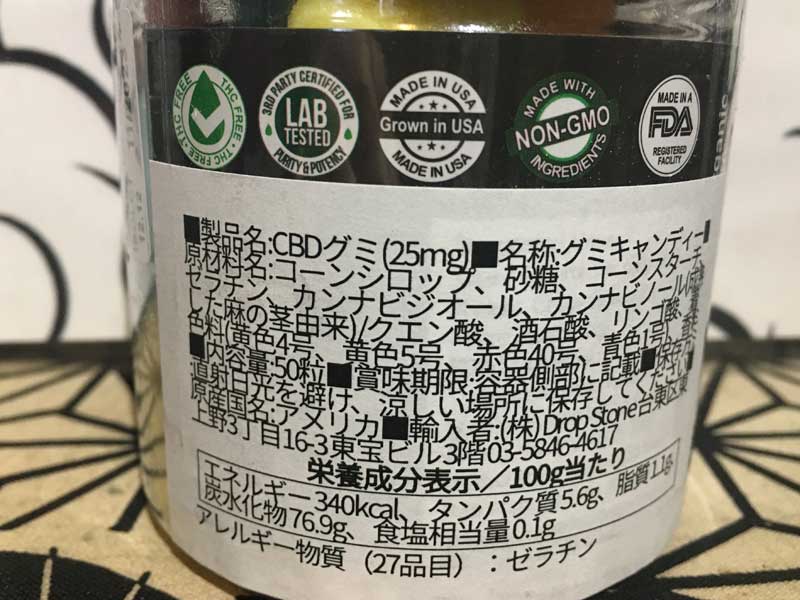 THC FREE • THC FREE • THC FREE
3RD PARTY CERTIFIED FOR
LAB
TESTED
PURITY & POTENCY
MADE IN USA
Grown in USA
MADE IN USA
MADE WITH
NON-GMO
INGREDIENTS
MADE IN A
FDA
REGISTERED
FACILITY
ganic
■製品名:CBDグミ(25mg)■名称:グミキャンディー■
原材料名:コーンシロップ、砂糖、コーンスターチ、
ゼラチン、カンナビジオール、カンナビノール(
した麻の茎由来)/クエン酸、酒石酸、リンゴ酸、
色料(黄色4号、黄色5号、赤色40号、青色1号)
■内容量:50粒■賞味期限:容器側部に記載■保存
直射日光を避け、涼しい場所に保存してください■
原産国名:アメリカ■輸入者:(株)Drop Stone台東区東
上野3丁目16-3東宝ビル3階 03-5846-4617
栄養成分表示／100g当たり
エネルギー340kcal、タンパク質5.6g、脂質1.1g、
炭水化物76.9g、食塩相当量0.1g
アレルギー物質（27品目）：ゼラチン